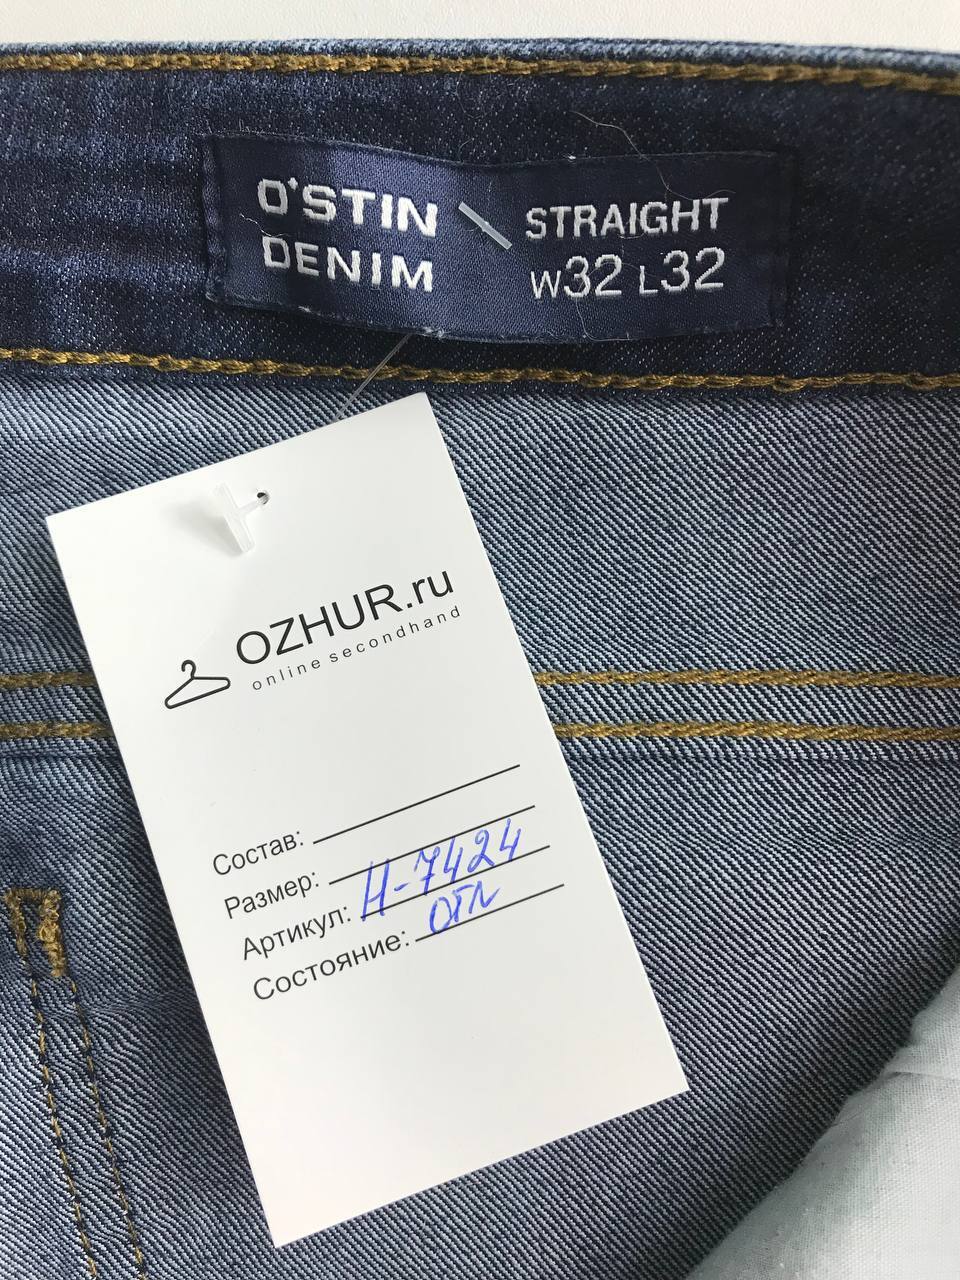 O'STIN
DENIM
STRAIGHT
W32 L32
OZHUR.ru
online secondhand
Состав:
Размер:
Артикул: Н-7424
Состояние: отл